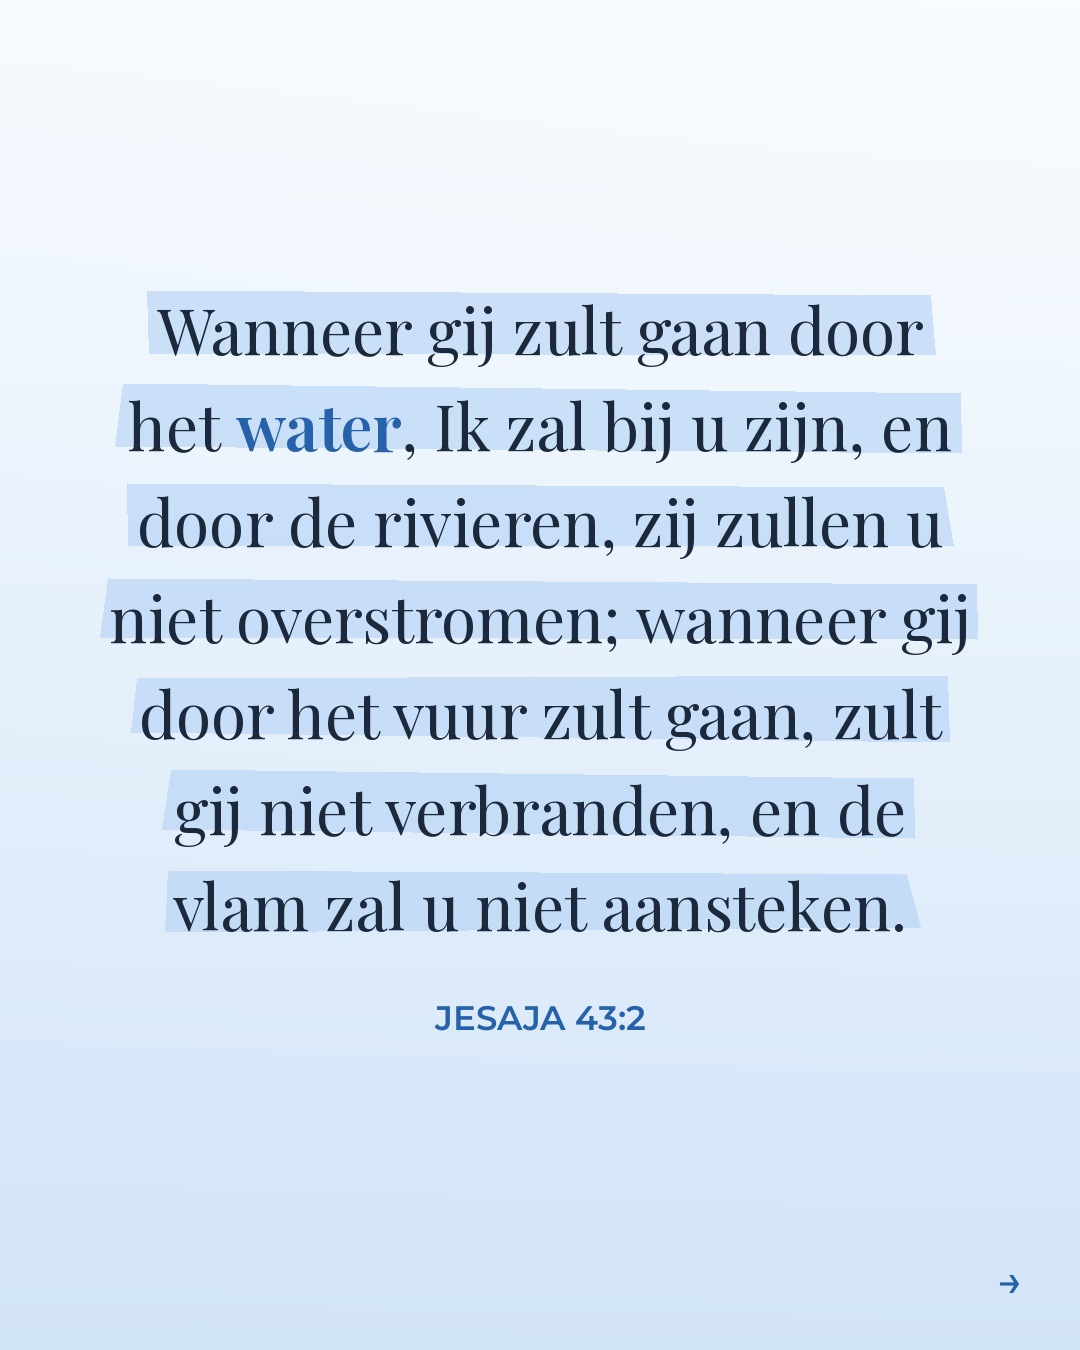 Wanneer gij zult gaan door
het water, Ik zal bij u zijn, en
door de rivieren, zij zullen u
niet overstromen; wanneer gij
door het vuur zult gaan, zult
gij niet verbranden, en de
vlam zal u niet aansteken.
JESAJA 43:2
→